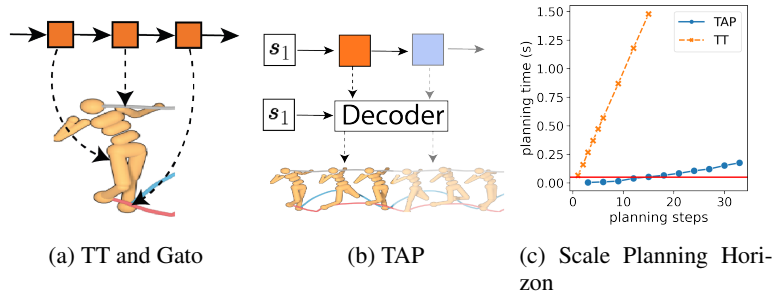 s₁
s₁
Decoder
1.50
1.25
1.00
0.75
0.50
0.25
0.00
planning time (s)
TAP
TT
0
10
20
30
planning steps
(a) TT and Gato
(b) TAP
(c) Scale Planning Hori-
zon